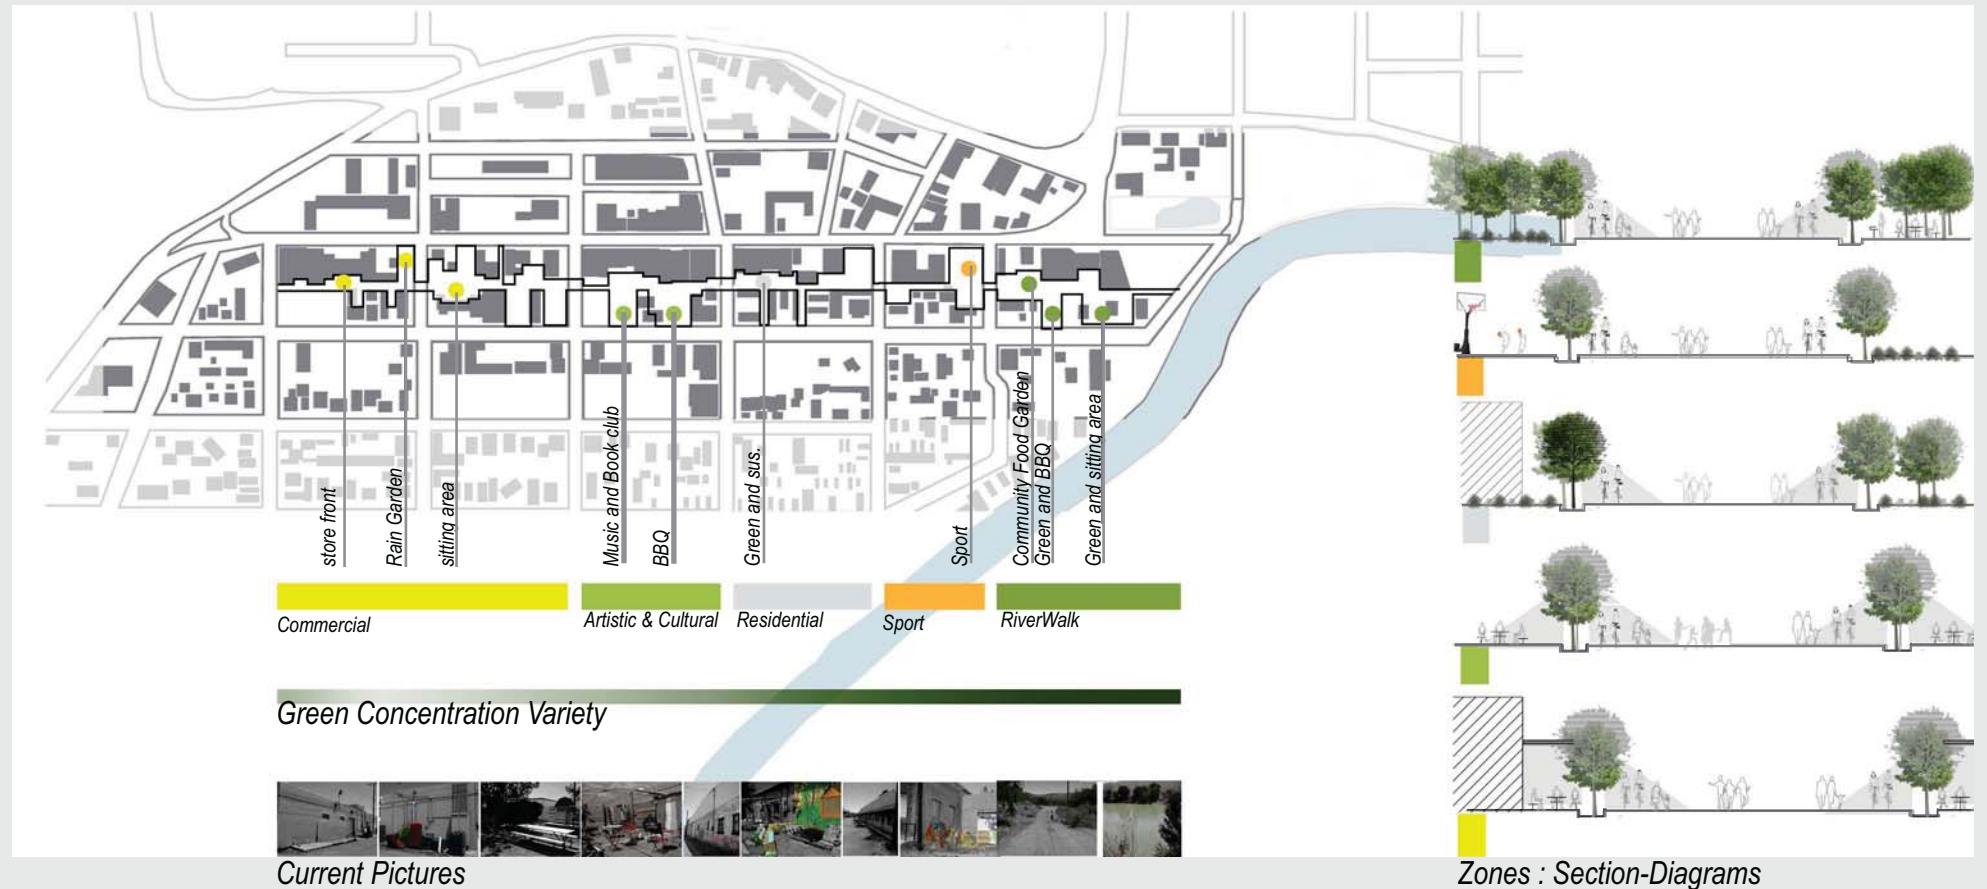 store front
Rain Garden
sitting area
Music and Book club
BBQ
Green and sus.
Sport
Community Food Garden
Green and BBQ
Green and sitting area
Commercial
Artistic & Cultural
Residential
Sport
RiverWalk
Green Concentration Variety
Current Pictures
Zones : Section-Diagrams